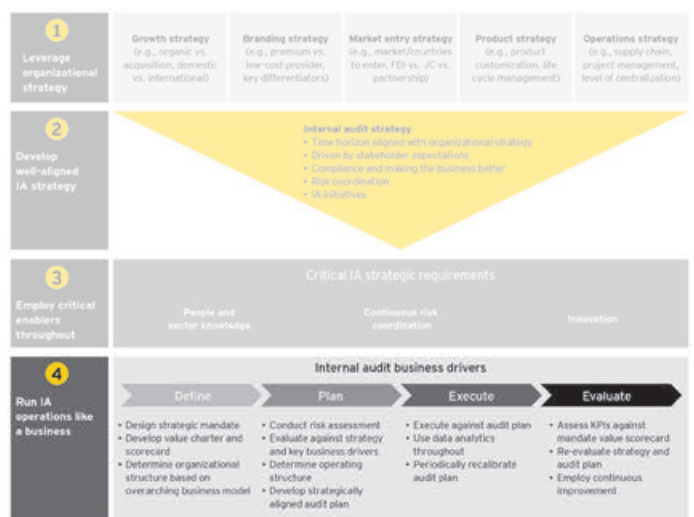 1
Leverage
organizational
strategy
Growth strategy
(e.g., organic vs.
acquisition, domestic
vs. international)
Branding strategy
(e.g., premium vs.
low-cost provider,
key differentiators)
Market entry strategy
(e.g., market/countries
to enter, FDI vs. JC vs.
partnership)
Product strategy
(e.g., product
customization, life
cycle management)
Operations strategy
(e.g., supply chain,
project management,
level of centralization)
2
Develop
well-aligned
IA strategy
Internal audit strategy
• Time horizon aligned with organizational strategy
• Driven by stakeholder expectations
• Compliance and making the business better
• Risk coordination
• IA initiatives
3
Employ critical
enablers
throughout
Critical IA strategic requirements
People and
sector knowledge
Continuous risk
coordination
Innovation
4
Run IA
operations like
a business
Internal audit business drivers
Define
• Design strategic mandate
• Develop value charter and
scorecard
• Determine organizational
structure based on
overarching business model
Plan
• Conduct risk assessment
• Evaluate against strategy
and key business drivers
• Determine operating
structure
• Develop strategically
aligned audit plan
Execute
• Execute against audit plan
• Use data analytics
throughout
• Periodically recalibrate
audit plan
Evaluate
• Assess KPIs against
mandate value scorecard
• Re-evaluate strategy and
audit plan
• Employ continuous
improvement